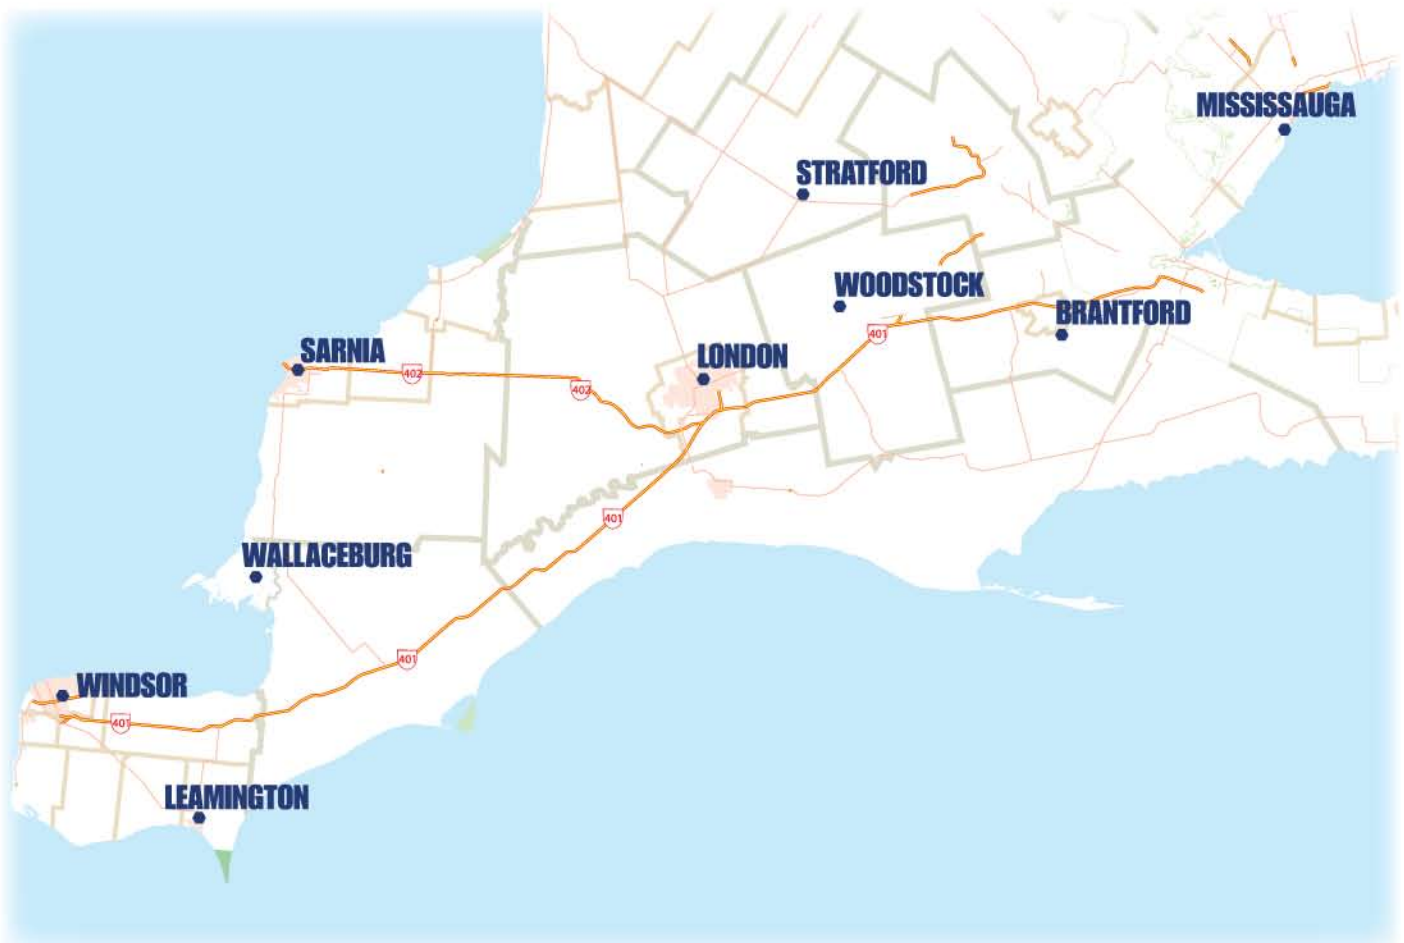 MISSISSAUGA
STRATFORD
WOODSTOCK
BRANTFORD
401
LONDON
SARNIA
402
402
401
WALLACEBURG
401
WINDSOR
401
LEAMINGTON